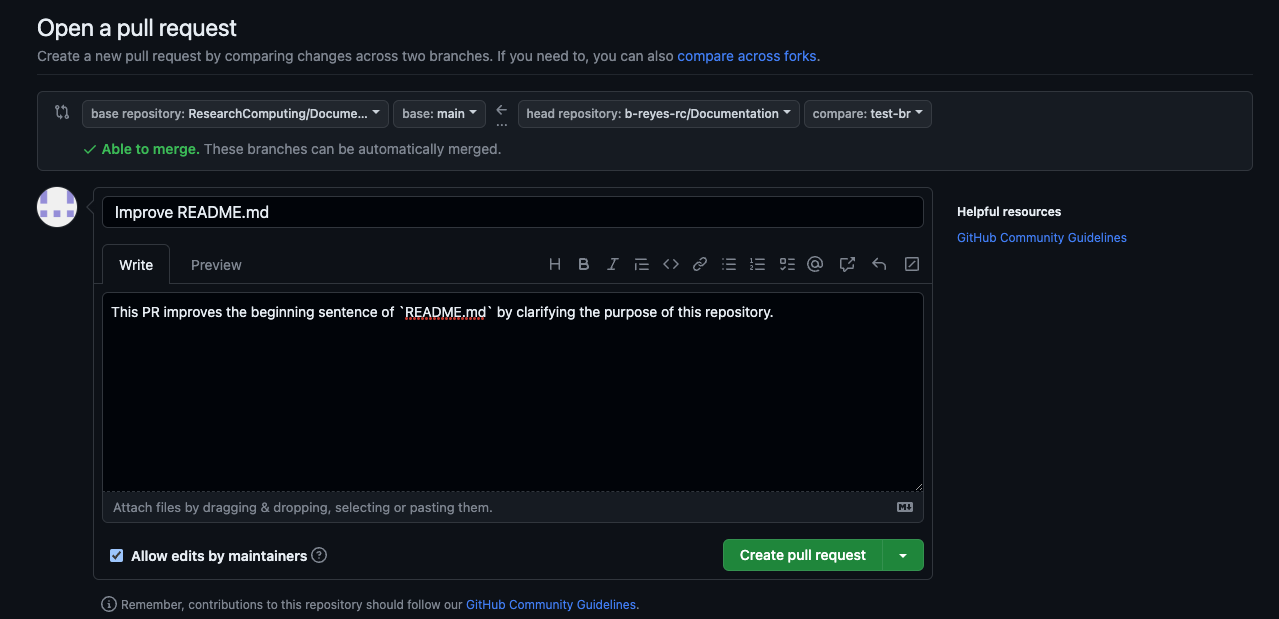 Open a pull request
Create a new pull request by comparing changes across two branches. If you need to, you can also compare across forks.
base repository: ResearchComputing/Docume... base: main ← head repository: b-reyes-rc/Documentation compare: test-br
...
✓ Able to merge. These branches can be automatically merged.
Improve README.md
Helpful resources
GitHub Community Guidelines
Write Preview
This PR improves the beginning sentence of `README.md` by clarifying the purpose of this repository.
Attach files by dragging & dropping, selecting or pasting them.
Allow edits by maintainers
Create pull request
Remember, contributions to this repository should follow our GitHub Community Guidelines.